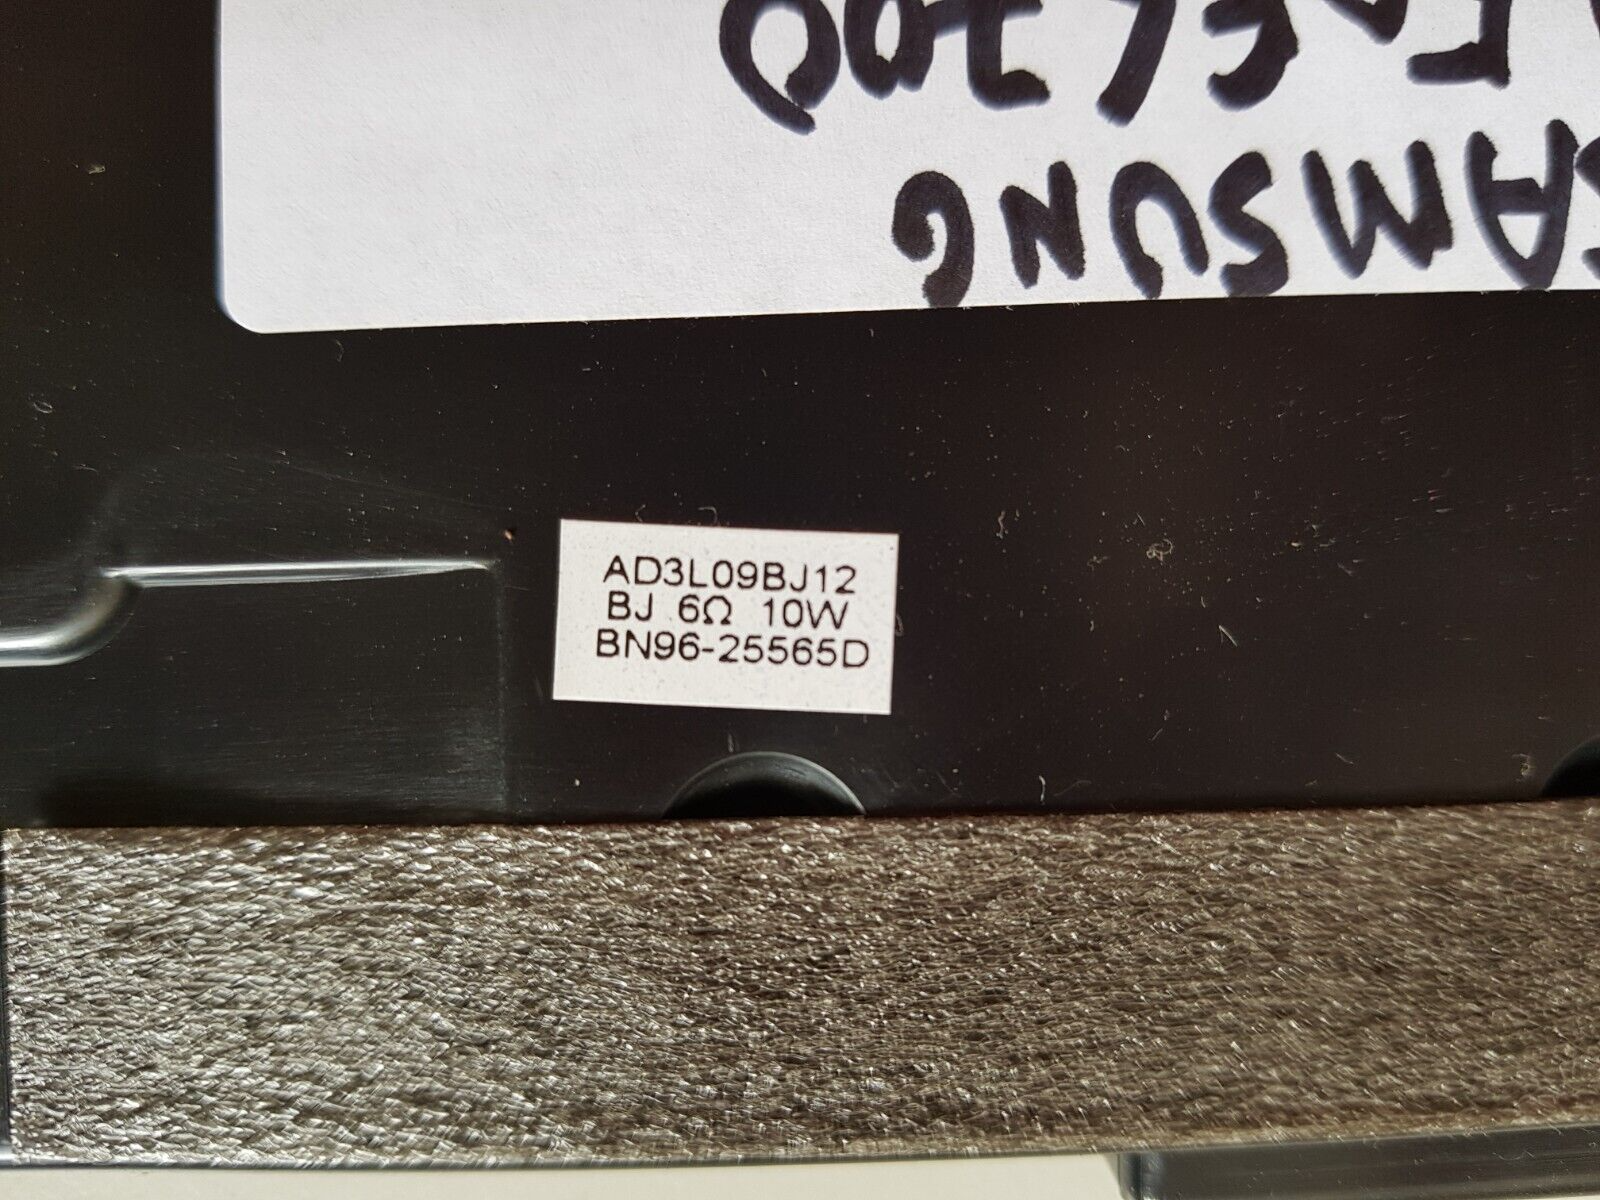 SAMSUNG
AD3L09BJ12
BJ 6Ω 10W
BN96-25565D